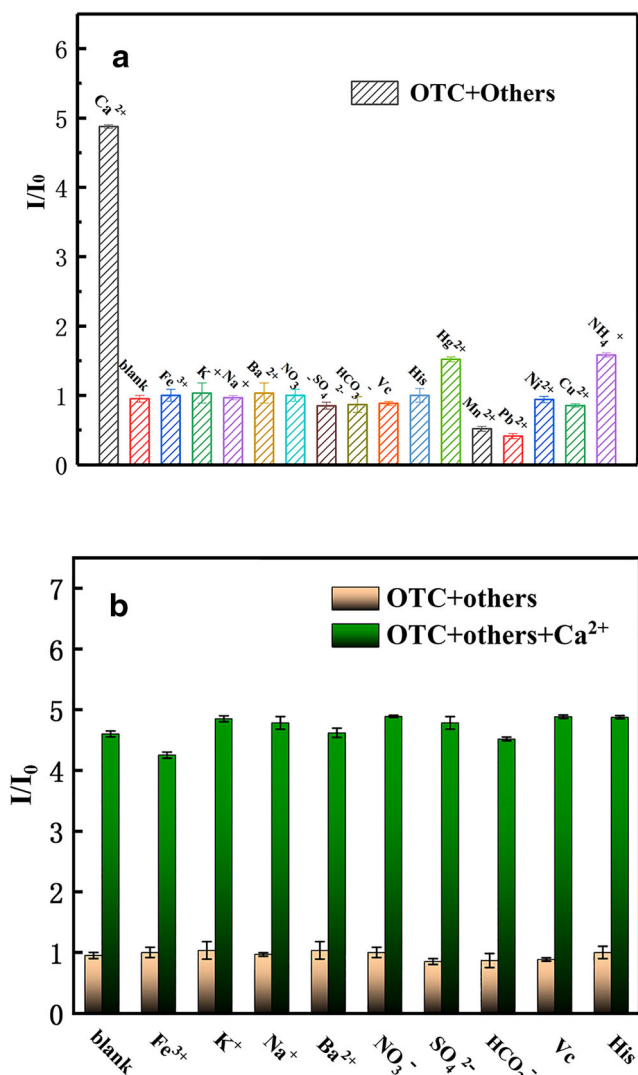 a
OTC+Others
I/I₀
6
5
4
3
2
1
0
Ca²⁺
blank
Fe³⁺
K⁺
Na⁺
Ba²⁺
NO₃⁻
SO₄²⁻
HCO₃⁻
Vc
His
Hg²⁺
Mn²⁺
Pb²⁺
Ni²⁺
Cu²⁺
NH₄⁺
b
OTC+others
OTC+others+Ca²⁺
I/I₀
7
6
5
4
3
2
1
0
blank
Fe³⁺
K⁺
Na⁺
Ba²⁺
NO₃⁻
SO₄²⁻
HCO₃⁻
Vc
His